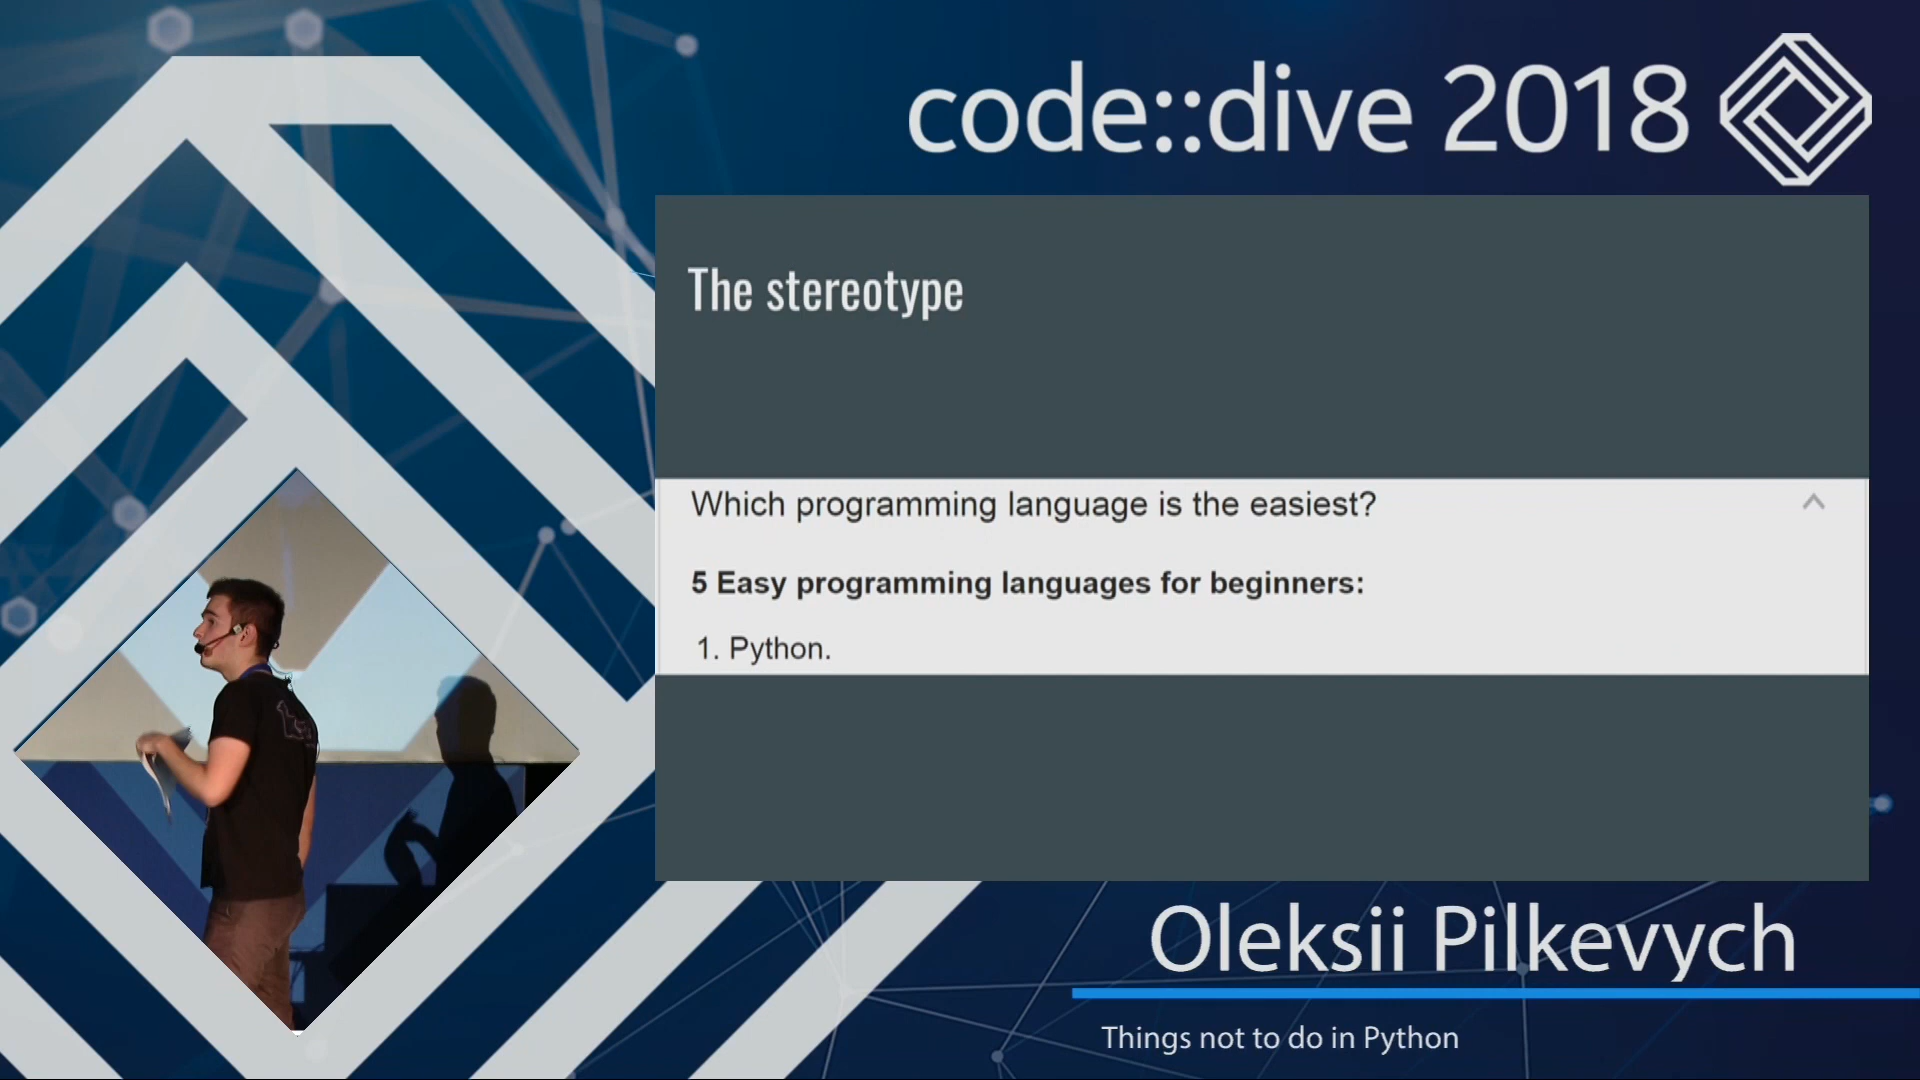 code::dive 2018
The stereotype
Which programming language is the easiest?
5 Easy programming languages for beginners:
1. Python.
Oleksii Pilkevych
Things not to do in Python